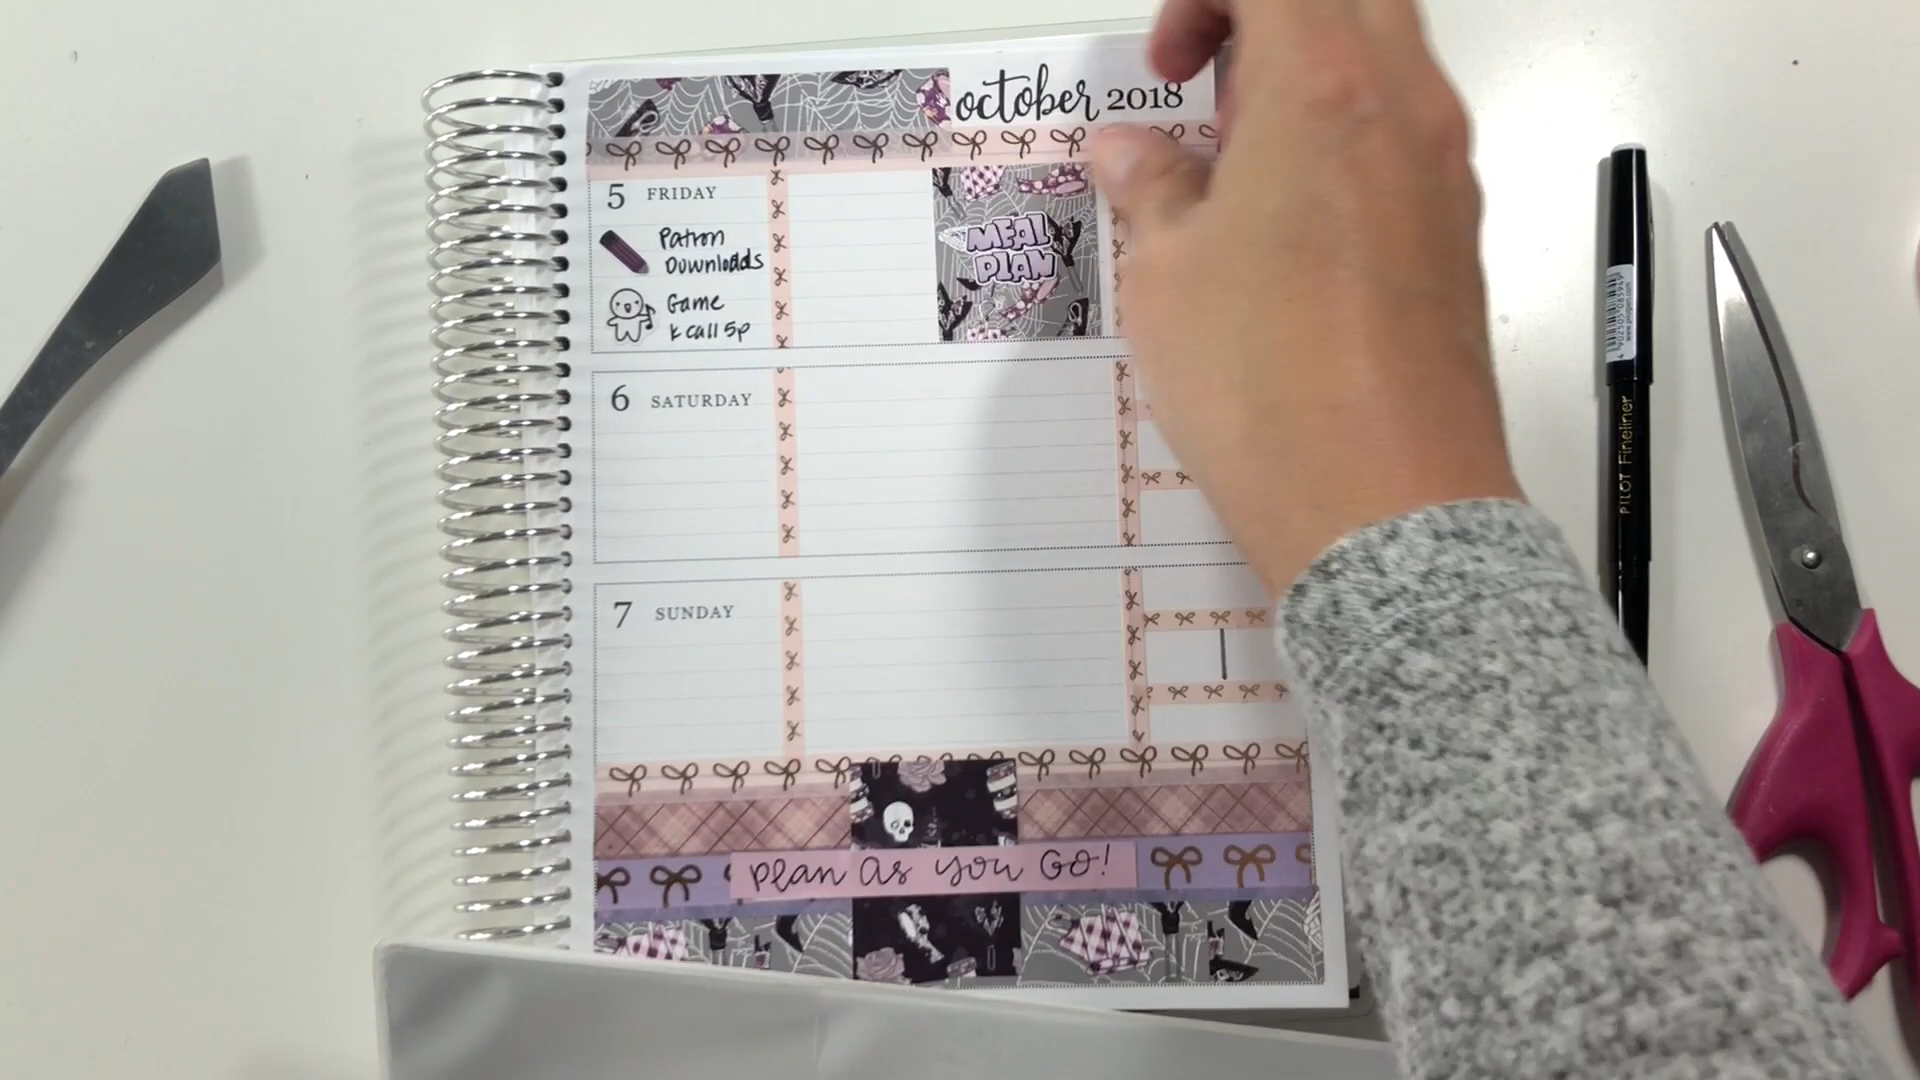 october 2018
5 FRIDAY
Patron
Downloads
Game
k call 5p
MEAL
PLAN
6 SATURDAY
7 SUNDAY
plan as you GO!
PILOT Fineliner